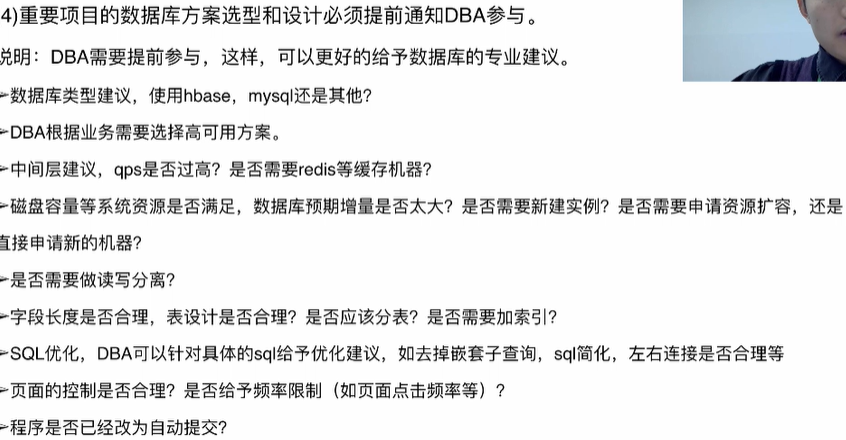 4)重要项目的数据库方案选型和设计必须提前通知DBA参与。
说明：DBA需要提前参与，这样，可以更好的给予数据库的专业建议。
➢数据库类型建议，使用hbase，mysql还是其他？
➢DBA根据业务需要选择高可用方案。
➢中间层建议，qps是否过高？是否需要redis等缓存机器？
➢磁盘容量等系统资源是否满足，数据库预期增量是否太大？是否需要新建实例？是否需要申请资源扩容，还是
直接申请新的机器？
➢是否需要做读写分离？
➢字段长度是否合理，表设计是否合理？是否应该分表？是否需要加索引？
➢SQL优化，DBA可以针对具体的sql给予优化建议，如去掉嵌套子查询，sql简化，左右连接是否合理等
➢页面的控制是否合理？是否给予频率限制（如页面点击频率等）？
➢程序是否已经改为自动提交？